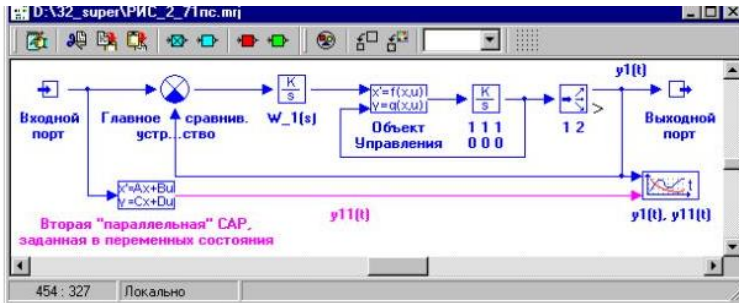 D:\32_super\РИС_2_71пс.mrj
y1(t)
K
s
x'=f(x,u)
y=g(x,u)
K
s
Входной
порт
Главное сравнив.
устр...ство
W_1(s)
Объект
Управления
1 1 1
0 0 0
1 2
Выходной
порт
x'=Ax+Bu
y=Cx+Du
t
Вторая "параллельная" САР,
заданная в переменных состояния
y11(t)
y1(t), y11(t)
454 : 327 Локально